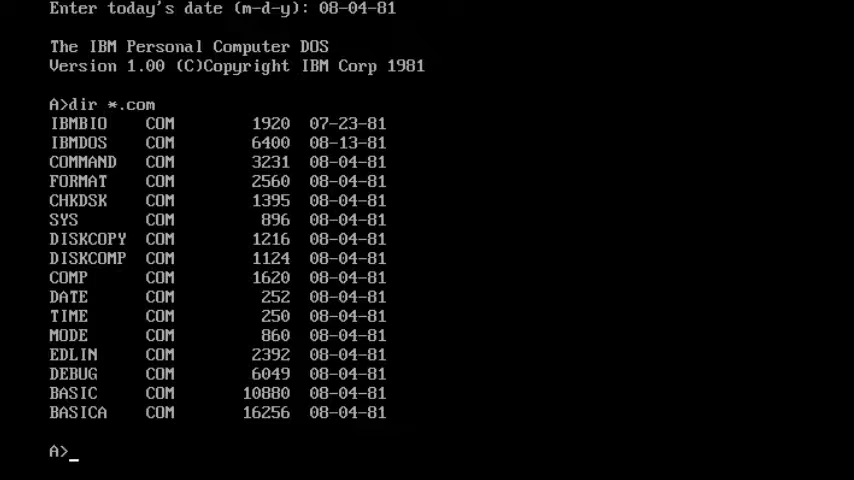 Enter today's date (m-d-y): 08-04-81
The IBM Personal Computer DOS
Version 1.00 (C)Copyright IBM Corp 1981
A>dir *.com
IBMBIO COM 1920 07-23-81
IBMDOS COM 6400 08-13-81
COMMAND COM 3231 08-04-81
FORMAT COM 2560 08-04-81
CHKDSK COM 1395 08-04-81
SYS COM 896 08-04-81
DISKCOPY COM 1216 08-04-81
DISKCOMP COM 1124 08-04-81
COMP COM 1620 08-04-81
DATE COM 252 08-04-81
TIME COM 250 08-04-81
MODE COM 860 08-04-81
EDLIN COM 2392 08-04-81
DEBUG COM 6049 08-04-81
BASIC COM 10880 08-04-81
BASICA COM 16256 08-04-81
A>_